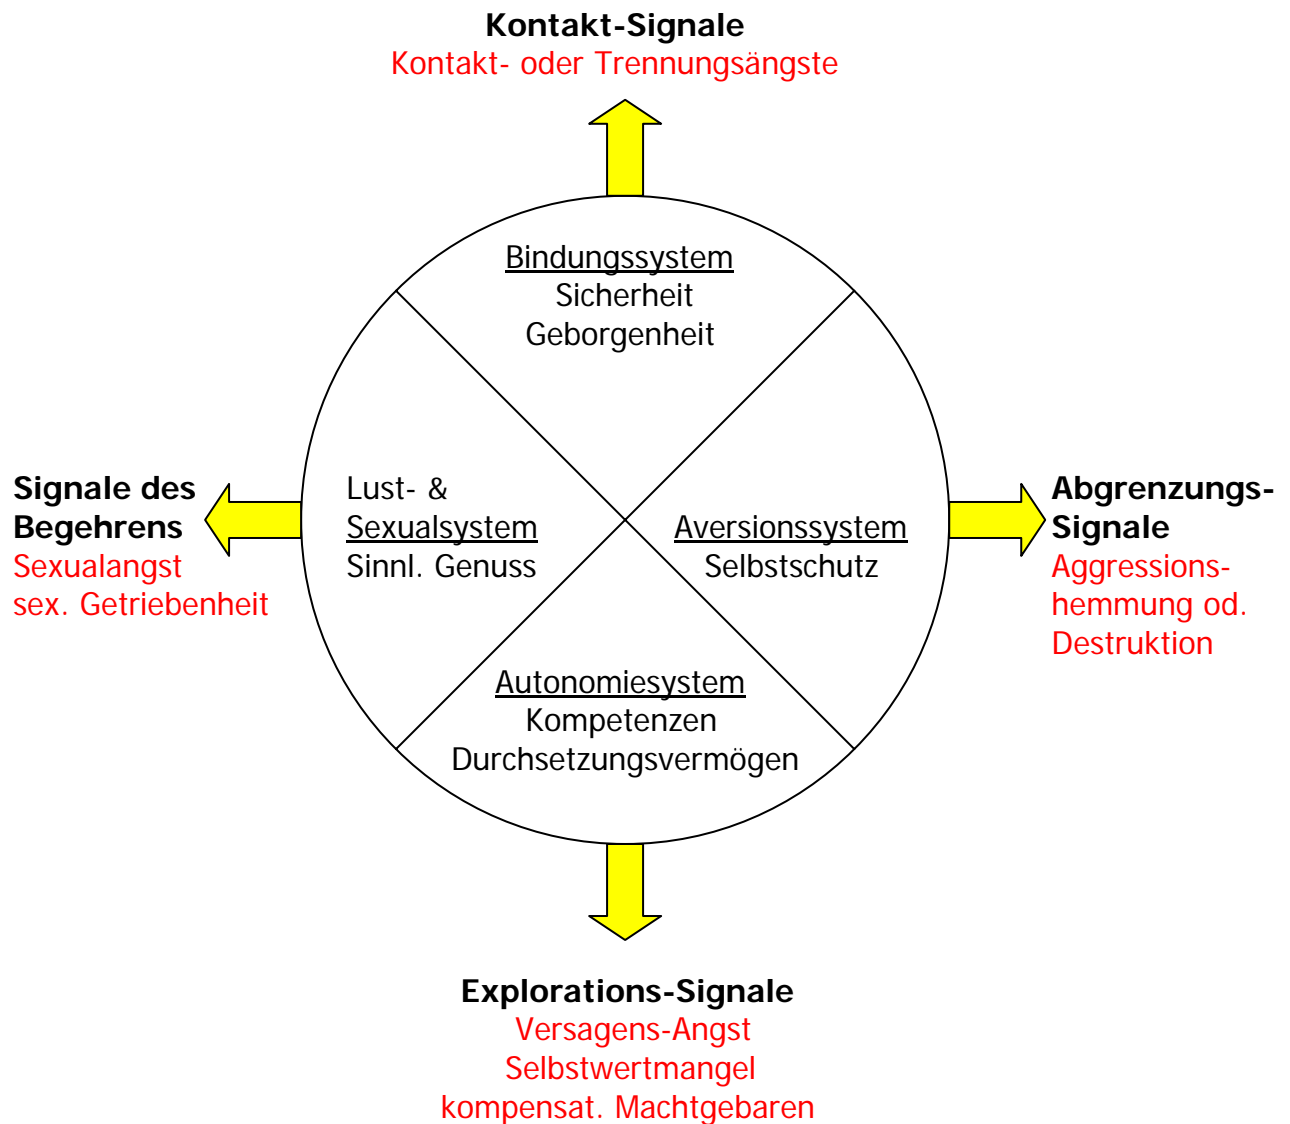 Kontakt-Signale
Kontakt- oder Trennungsängste
Bindungssystem
Sicherheit
Geborgenheit
Signale des
Begehrens
Sexualangst
sex. Getriebenheit
Lust- &
Sexualsystem
Sinnl. Genuss
Aversionssystem
Selbstschutz
Abgrenzungs-
Signale
Aggressions-
hemmung od.
Destruktion
Autonomiesystem
Kompetenzen
Durchsetzungsvermögen
Explorations-Signale
Versagens-Angst
Selbstwertmangel
kompensat. Machtgebaren